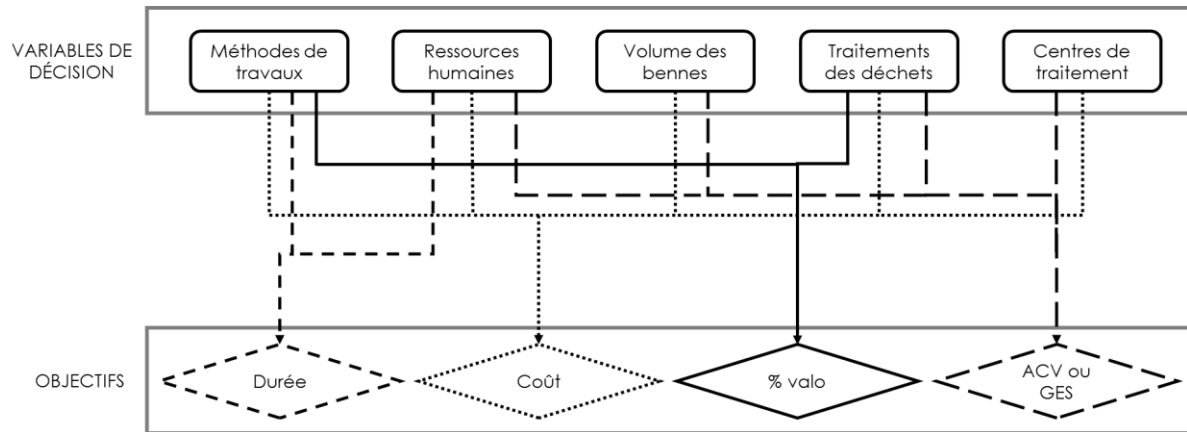 VARIABLES DE
DÉCISION
Méthodes de
travaux
Ressources
humaines
Volume des
bennes
Traitements
des déchets
Centres de
traitement
OBJECTIFS
Durée
Coût
% valo
ACV ou
GES